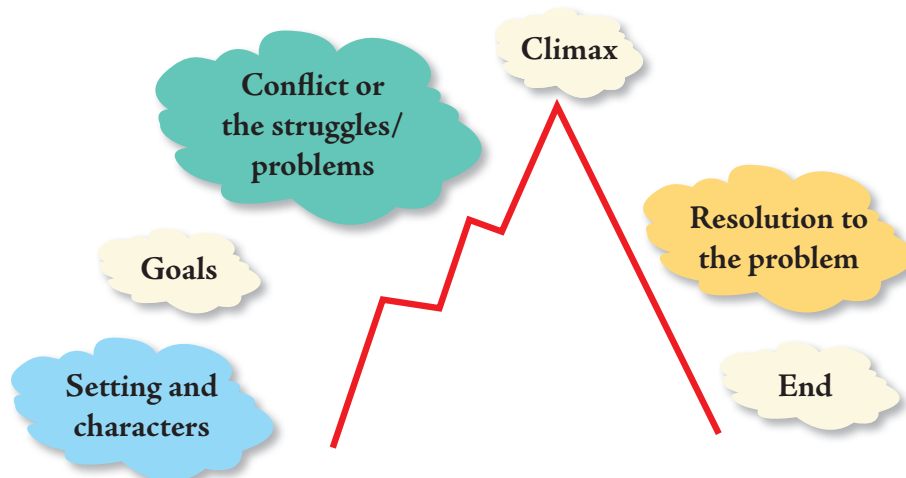 Climax
Conflict or
the struggles/
problems
Resolution to
the problem
Goals
Setting and
characters
End